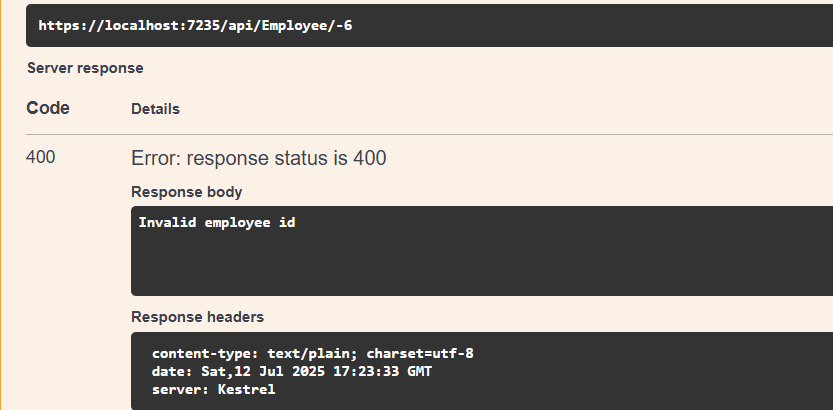 https://localhost:7235/api/Employee/-6
Server response
Code Details
400 Error: response status is 400
Response body
Invalid employee id
Response headers
content-type: text/plain; charset=utf-8
date: Sat,12 Jul 2025 17:23:33 GMT
server: Kestrel